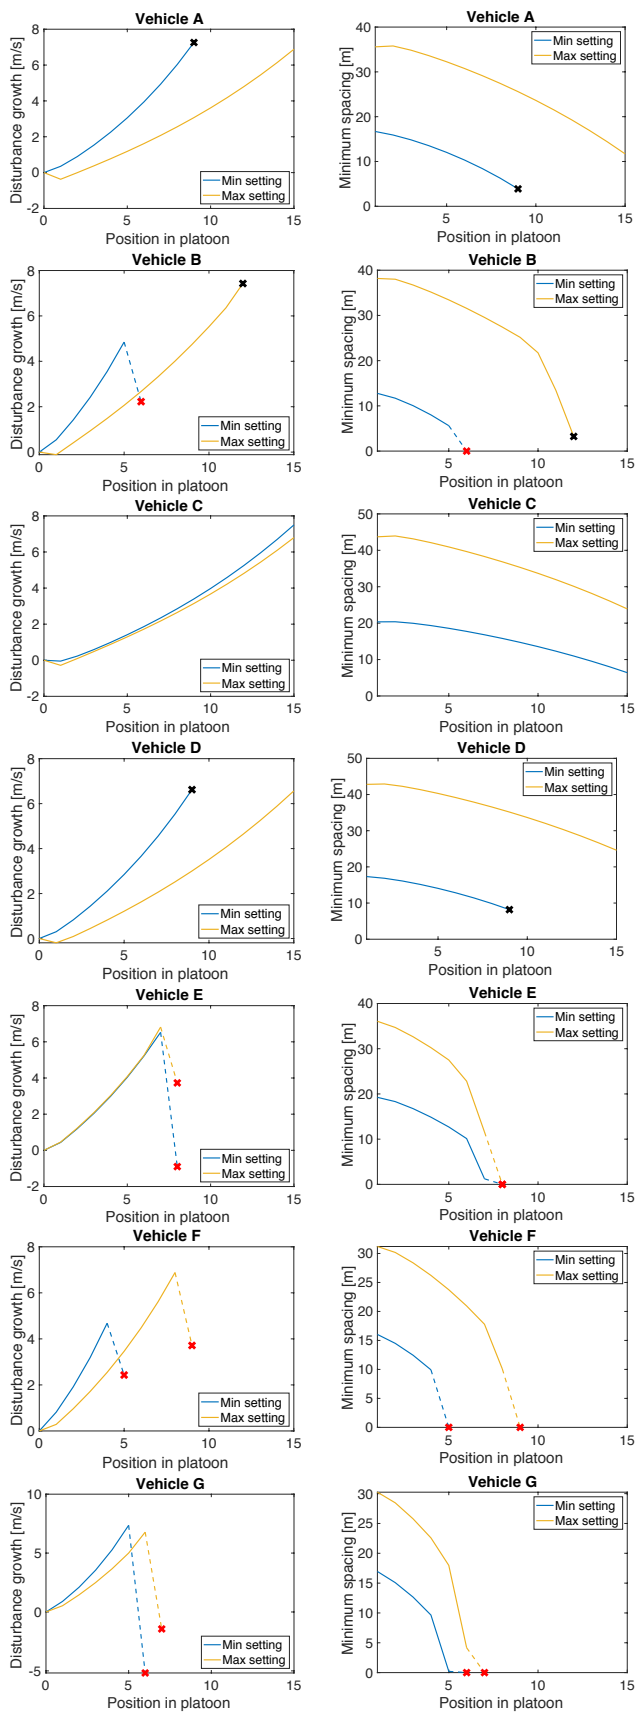 Vehicle A
Disturbance growth [m/s]
8
6
4
2
0
-2
0
5
10
15
Position in platoon
Min setting
Max setting
Vehicle A
Minimum spacing [m]
40
30
20
10
0
5
10
15
Position in platoon
Min setting
Max setting
Vehicle B
Disturbance growth [m/s]
8
6
4
2
0
0
5
10
15
Position in platoon
Min setting
Max setting
Vehicle B
Minimum spacing [m]
40
30
20
10
0
5
10
15
Position in platoon
Min setting
Max setting
Vehicle C
Disturbance growth [m/s]
8
6
4
2
0
-2
0
5
10
15
Position in platoon
Min setting
Max setting
Vehicle C
Minimum spacing [m]
50
40
30
20
10
0
5
10
15
Position in platoon
Min setting
Max setting
Vehicle D
Disturbance growth [m/s]
8
6
4
2
0
0
5
10
15
Position in platoon
Min setting
Max setting
Vehicle D
Minimum spacing [m]
50
40
30
20
10
0
5
10
15
Position in platoon
Min setting
Max setting
Vehicle E
Disturbance growth [m/s]
8
6
4
2
0
-2
0
5
10
15
Position in platoon
Min setting
Max setting
Vehicle E
Minimum spacing [m]
40
30
20
10
0
5
10
15
Position in platoon
Min setting
Max setting
Vehicle F
Disturbance growth [m/s]
8
6
4
2
0
0
5
10
15
Position in platoon
Min setting
Max setting
Vehicle F
Minimum spacing [m]
30
25
20
15
10
5
0
5
10
15
Position in platoon
Min setting
Max setting
Vehicle G
Disturbance growth [m/s]
10
5
0
-5
0
5
10
15
Position in platoon
Min setting
Max setting
Vehicle G
Minimum spacing [m]
30
25
20
15
10
5
0
5
10
15
Position in platoon
Min setting
Max setting